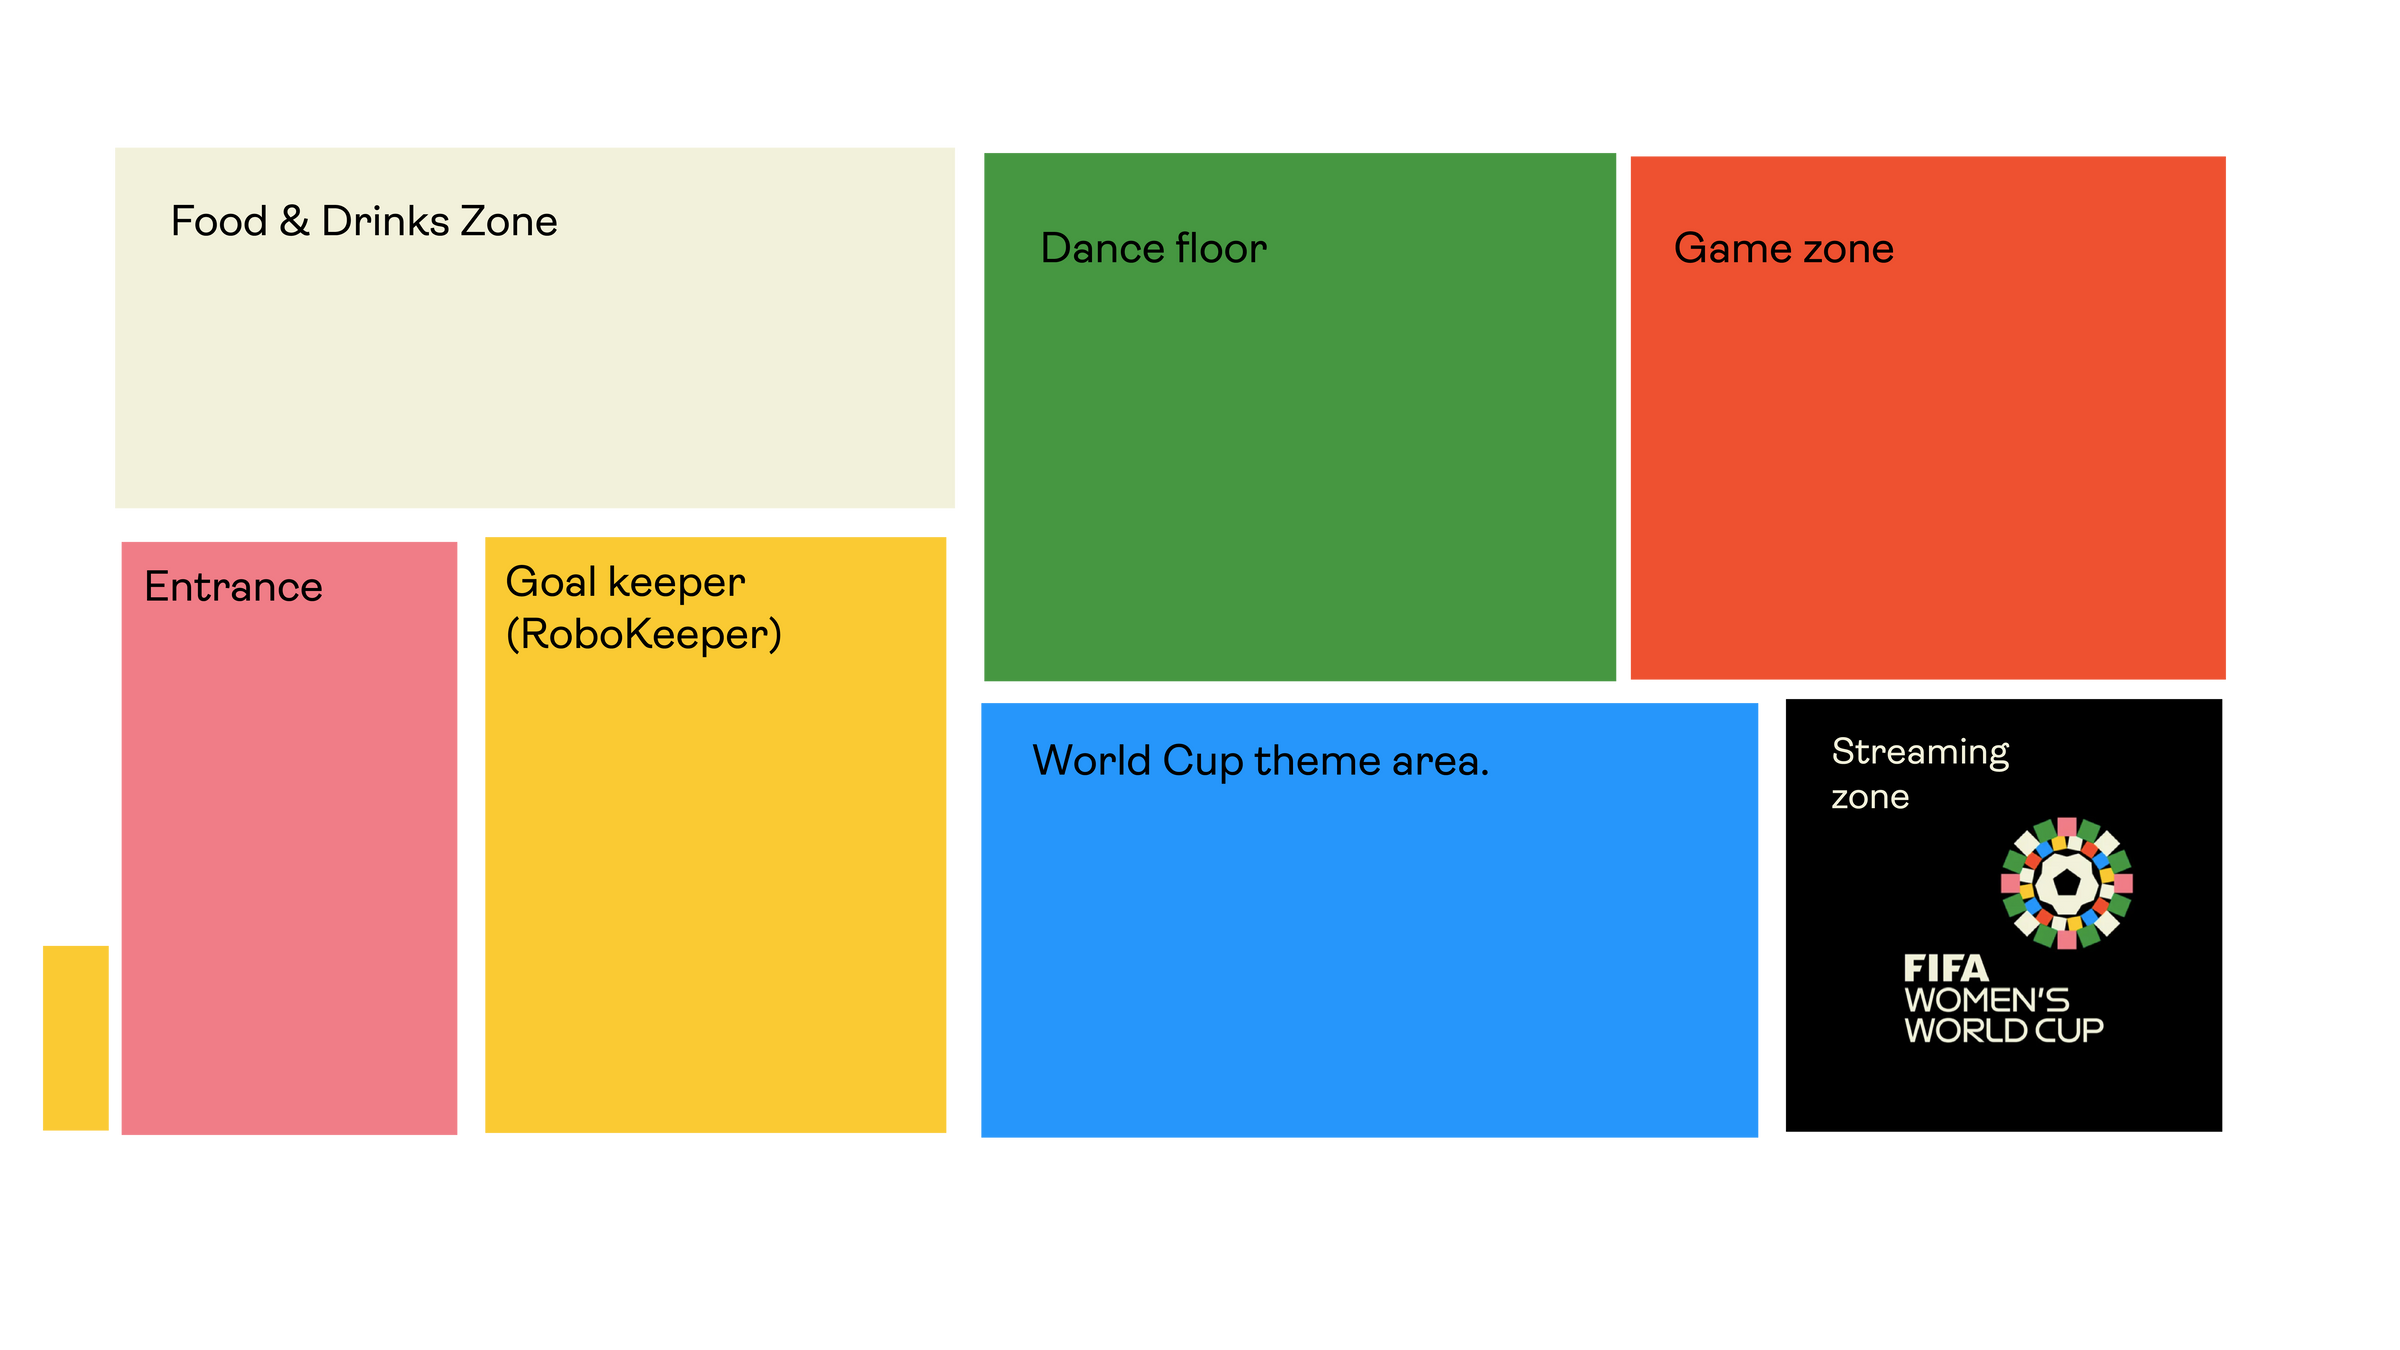 Food & Drinks Zone
Dance floor
Game zone
Entrance
Goal keeper
(RoboKeeper)
World Cup theme area.
Streaming
zone
FIFA
WOMEN'S
WORLD CUP